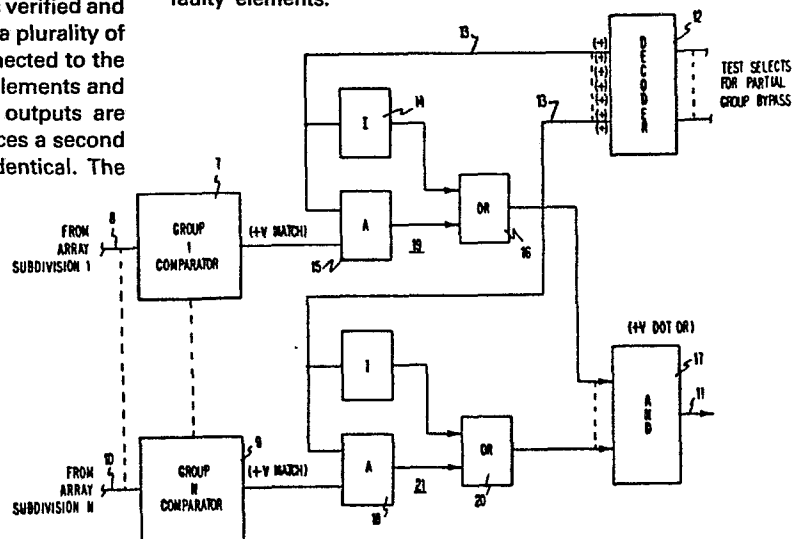 s verified and
a plurality of
nected to the
lements and
outputs are
ces a second
dentical. The
faulty elements.
12
13
(+)
(+)
(+)
(+)
(+)
(+)
DECODER
TEST SELECTS
FOR PARTIAL
GROUP BYPASS
14
I
13
7
8
FROM
ARRAY
SUBDIVISION 1
GROUP
1
COMPARATOR
(+V MATCH)
A
15
19
OR
16
(+V DOT OR)
I
17
11
AND
10
FROM
ARRAY
SUBDIVISION N
9
GROUP
N
COMPARATOR
(+V MATCH)
A
18
21
OR
20